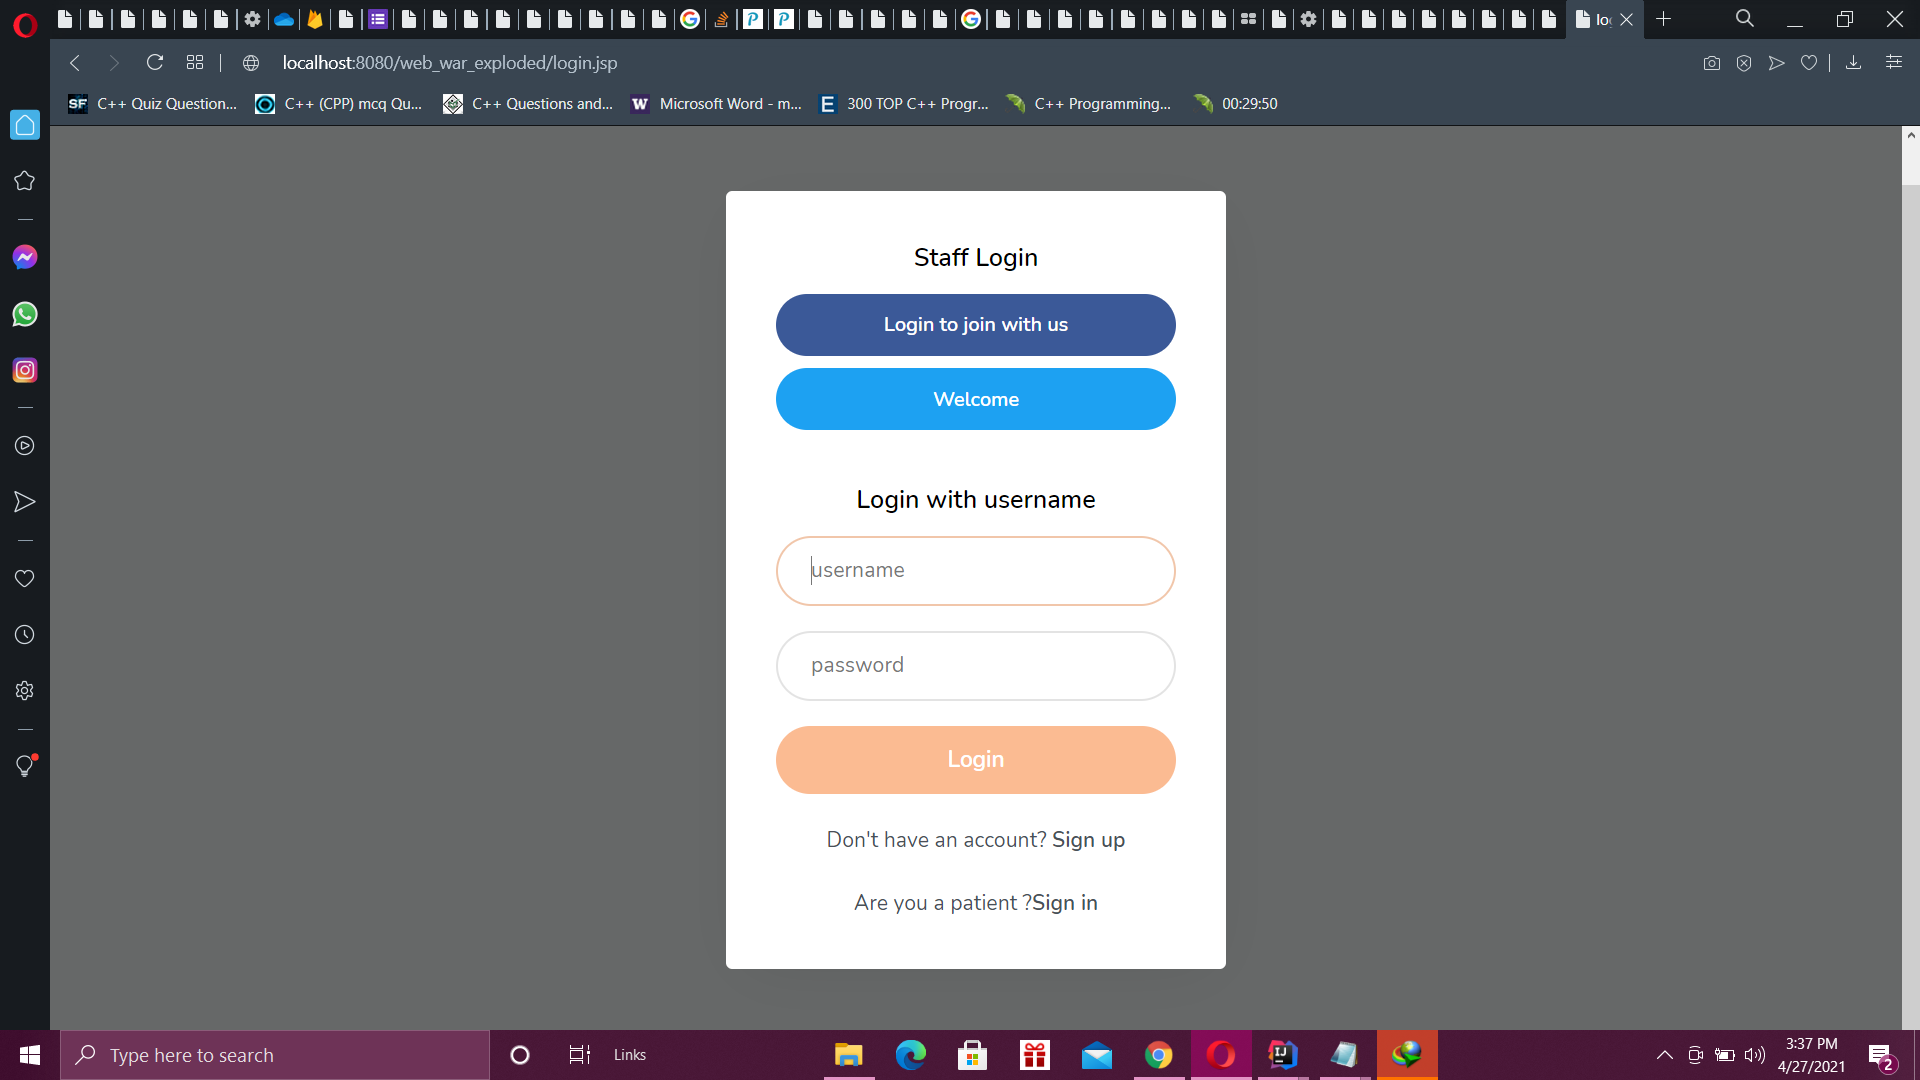 lo
localhost:8080/web_war_exploded/login.jsp
SF C++ Quiz Question... C++ (CPP) mcq Qu... C++ Questions and... W Microsoft Word - m... E 300 TOP C++ Progr... C++ Programming... 00:29:50
Staff Login
Login to join with us
Welcome
Login with username
username
password
Login
Don't have an account? Sign up
Are you a patient ?Sign in
Type here to search
Links
3:37 PM
4/27/2021
2